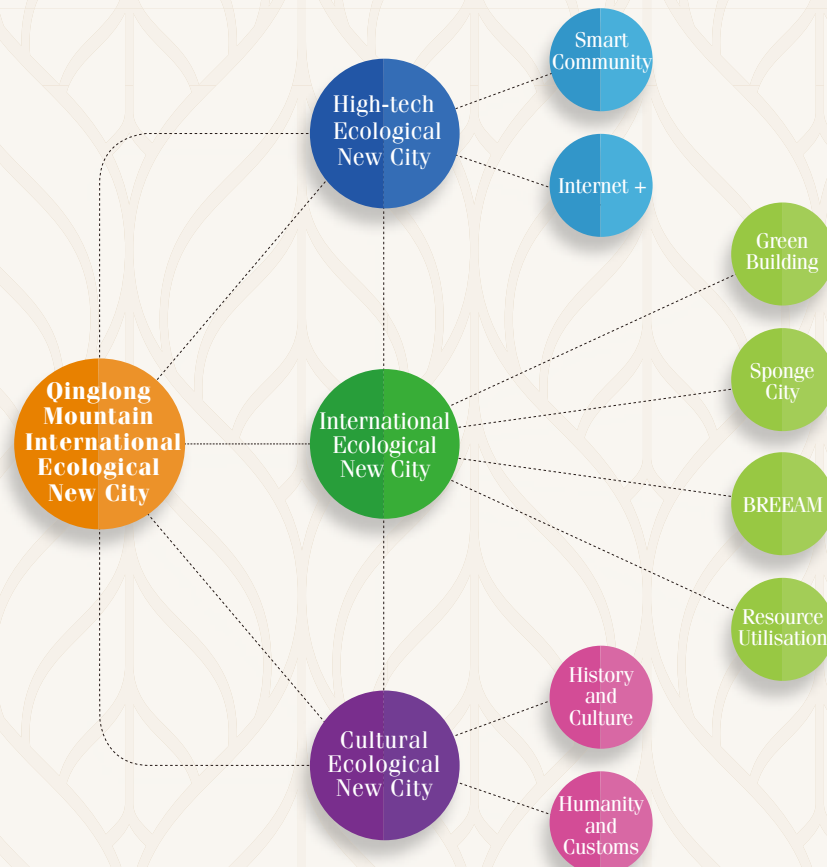 Smart
Community
High-tech
Ecological
New City
Internet +
Green
Building
Sponge
City
Qinglong
Mountain
International
Ecological
New City
International
Ecological
New City
BREEAM
Resource
Utilisation
History
and
Culture
Cultural
Ecological
New City
Humanity
and
Customs